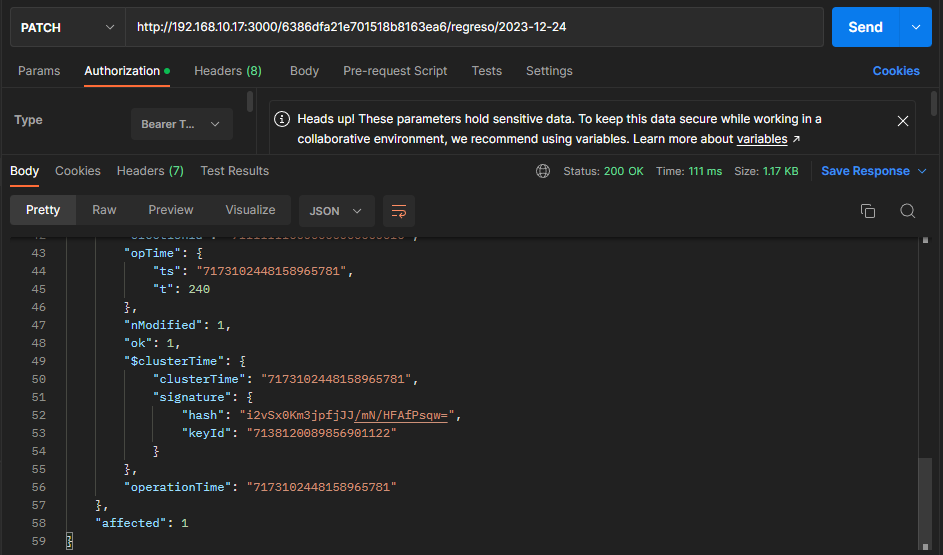 PATCH http://192.168.10.17:3000/6386dfa21e701518b8163ea6/regreso/2023-12-24 Send
Params Authorization Headers (8) Body Pre-request Script Tests Settings Cookies
Type
Bearer T...
Heads up! These parameters hold sensitive data. To keep this data secure while working in a
collaborative environment, we recommend using variables. Learn more about variables ↗
Body Cookies Headers (7) Test Results Status: 200 OK Time: 111 ms Size: 1.17 KB Save Response
Pretty Raw Preview Visualize JSON
43 "opTime": {
44 "ts": "7173102448158965781",
45 "t": 240
46 },
47 "nModified": 1,
48 "ok": 1,
49 "$clusterTime": {
50 "clusterTime": "7173102448158965781",
51 "signature": {
52 "hash": "i2vSx0Km3jpfjJJ/mN/HFAfPsqw=",
53 "keyId": "7138120089856901122"
54 }
55 },
56 "operationTime": "7173102448158965781"
57 },
58 "affected": 1
59 }